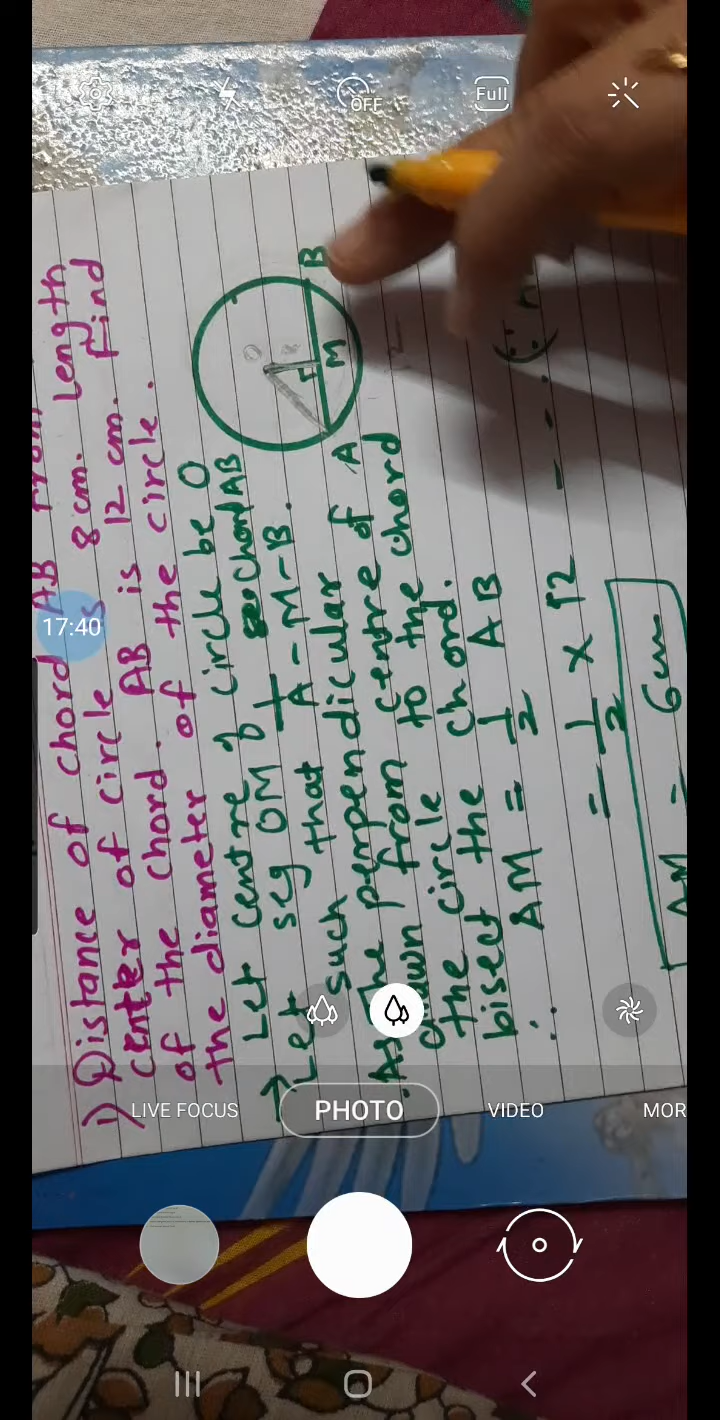 OFF
Full
1) Distance of chord AB from
center of circle is 8 cm. Length
of the chord AB is 12 cm. Find
the diameter of the circle.
→ Let centre of circle be O
Let seg OM ⊥ chord AB
such that A-M-B.
O
M
A
B
As the perpendicular
drawn from centre of
the circle to the chord
bisect the chord.
∴ AM = 1/2 AB
= 1/2 × 12 - - . (∵
AM = 6cm
17:40
LIVE FOCUS
PHOTO
VIDEO
MOR